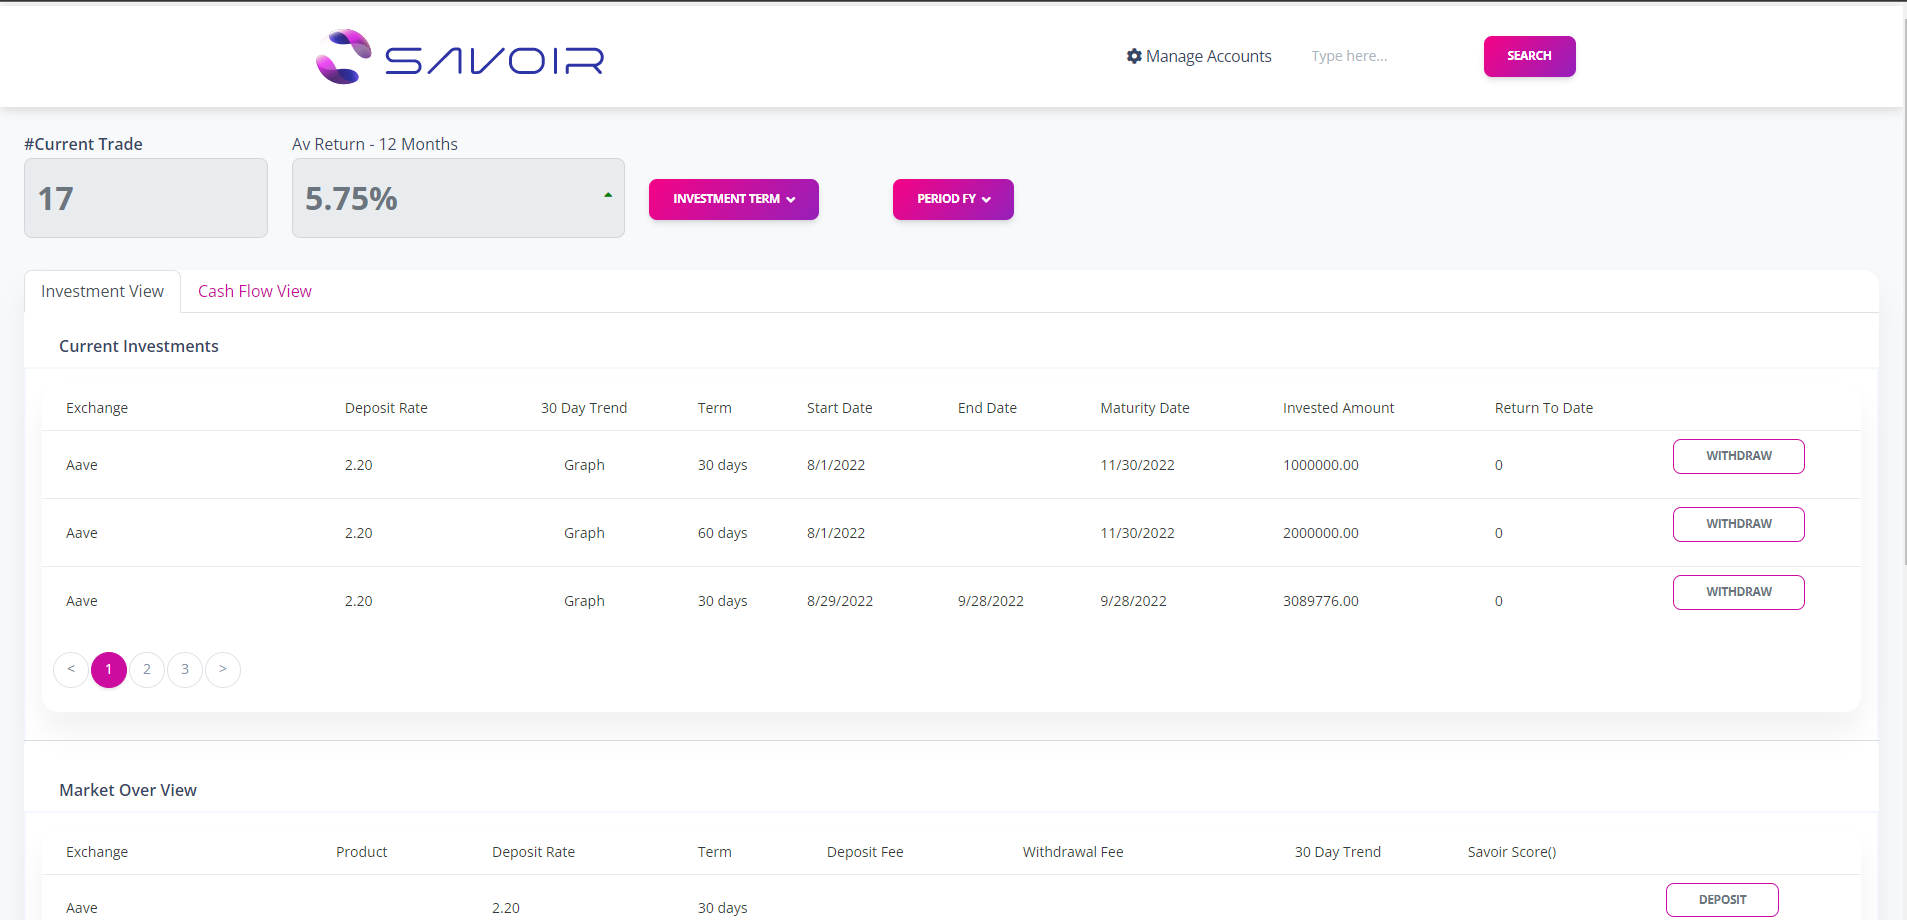 SAVOIR
Manage Accounts Type here... SEARCH
#Current Trade Av Return - 12 Months
17 5.75% INVESTMENT TERM PERIOD FY
Investment View Cash Flow View
Current Investments
Exchange Deposit Rate 30 Day Trend Term Start Date End Date Maturity Date Invested Amount Return To Date
Aave 2.20 Graph 30 days 8/1/2022 11/30/2022 1000000.00 0 WITHDRAW
Aave 2.20 Graph 60 days 8/1/2022 11/30/2022 2000000.00 0 WITHDRAW
Aave 2.20 Graph 30 days 8/29/2022 9/28/2022 9/28/2022 3089776.00 0 WITHDRAW
< 1 2 3 >
Market Over View
Exchange Product Deposit Rate Term Deposit Fee Withdrawal Fee 30 Day Trend Savoir Score()
Aave 2.20 30 days DEPOSIT